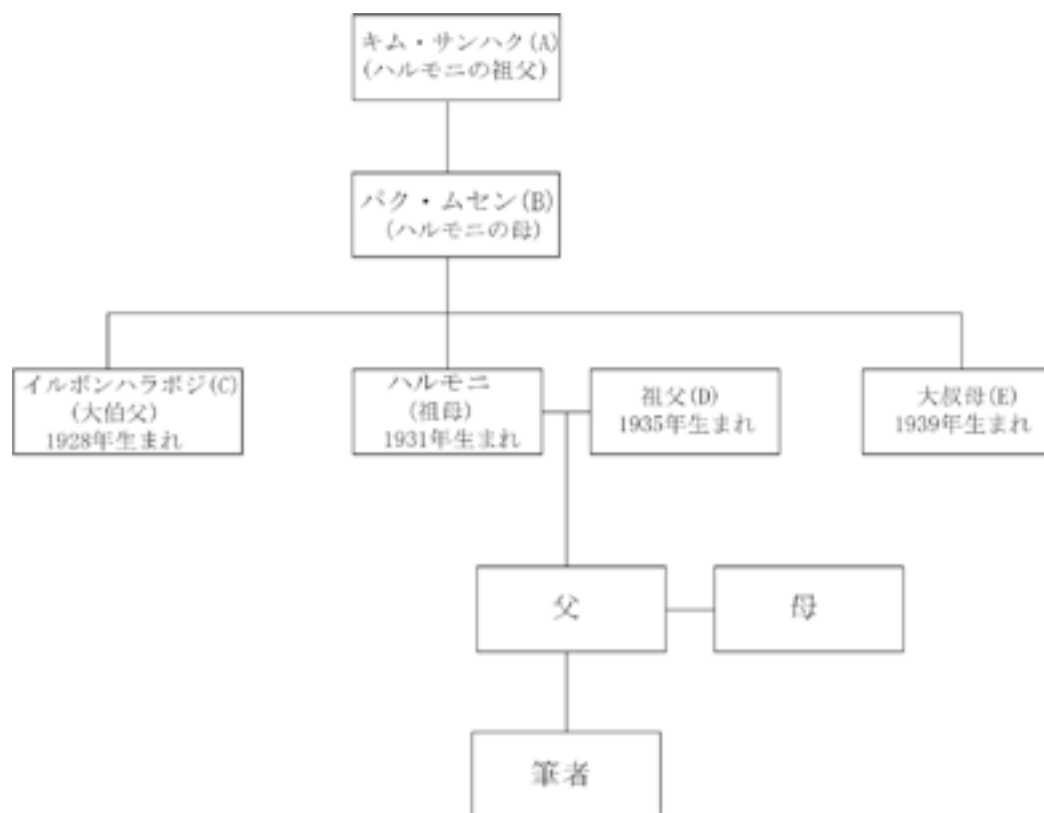 キム・サンハク(A)
(ハルモニの祖父)
パク・ムセン(B)
(ハルモニの母)
イルボンハラボジ(C)
(大伯父)
1928年生まれ
ハルモニ
(祖母)
1931年生まれ
祖父(D)
1935年生まれ
大叔母(E)
1939年生まれ
父
母
筆者